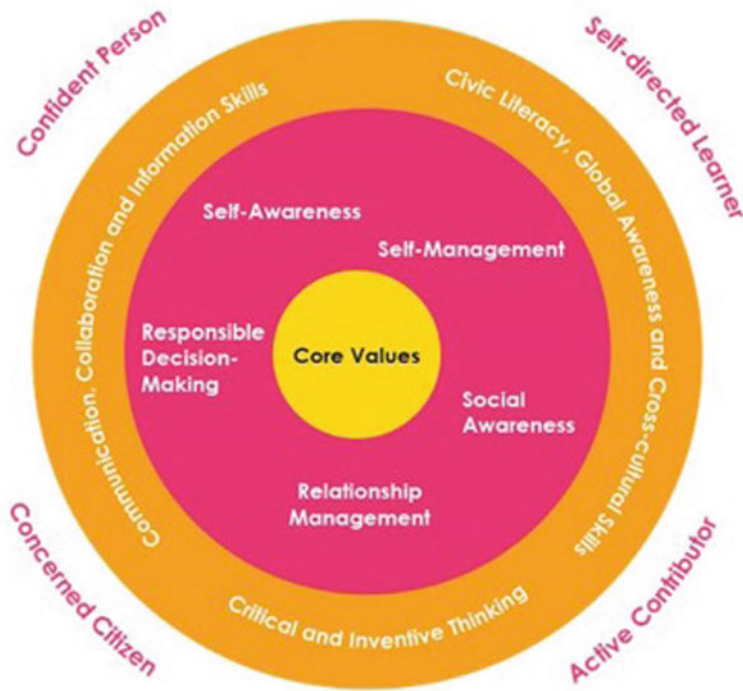 Confident Person
Self-directed Learner
Communication, Collaboration and Information Skills
Civic Literacy, Global Awareness and Cross-cultural Skills
Self-Awareness
Self-Management
Responsible
Decision-
Making
Core Values
Social
Awareness
Relationship
Management
Critical and Inventive Thinking
Concerned Citizen
Active Contributor